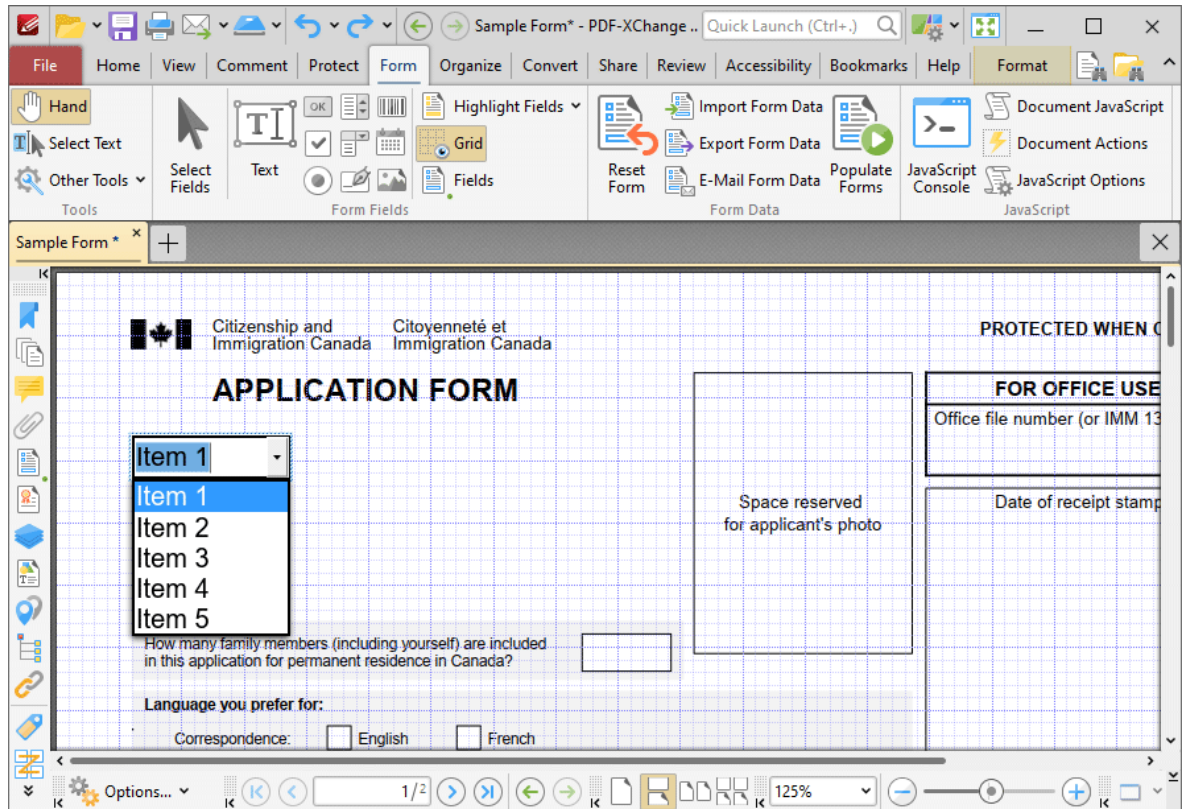 Sample Form* - PDF-XChange .. Quick Launch (Ctrl+.)
File Home View Comment Protect Form Organize Convert Share Review Accessibility Bookmarks Help Format
Hand
Select Text
Other Tools
Tools
Select Fields
Text
OK
Highlight Fields
Grid
Fields
Form Fields
Reset Form
Import Form Data
Export Form Data
E-Mail Form Data
Populate Forms
Form Data
JavaScript Console
Document JavaScript
Document Actions
JavaScript Options
JavaScript
Sample Form *
Citizenship and Citoyenneté et
Immigration Canada Immigration Canada
PROTECTED WHEN
APPLICATION FORM
FOR OFFICE USE
Office file number (or IMM 13
Item 1
Item 1
Item 2
Item 3
Item 4
Item 5
Space reserved
for applicant's photo
Date of receipt stamp
How many family members (including yourself) are included
in this application for permanent residence in Canada?
Language you prefer for:
Correspondence: English French
Options... 1/2 125%